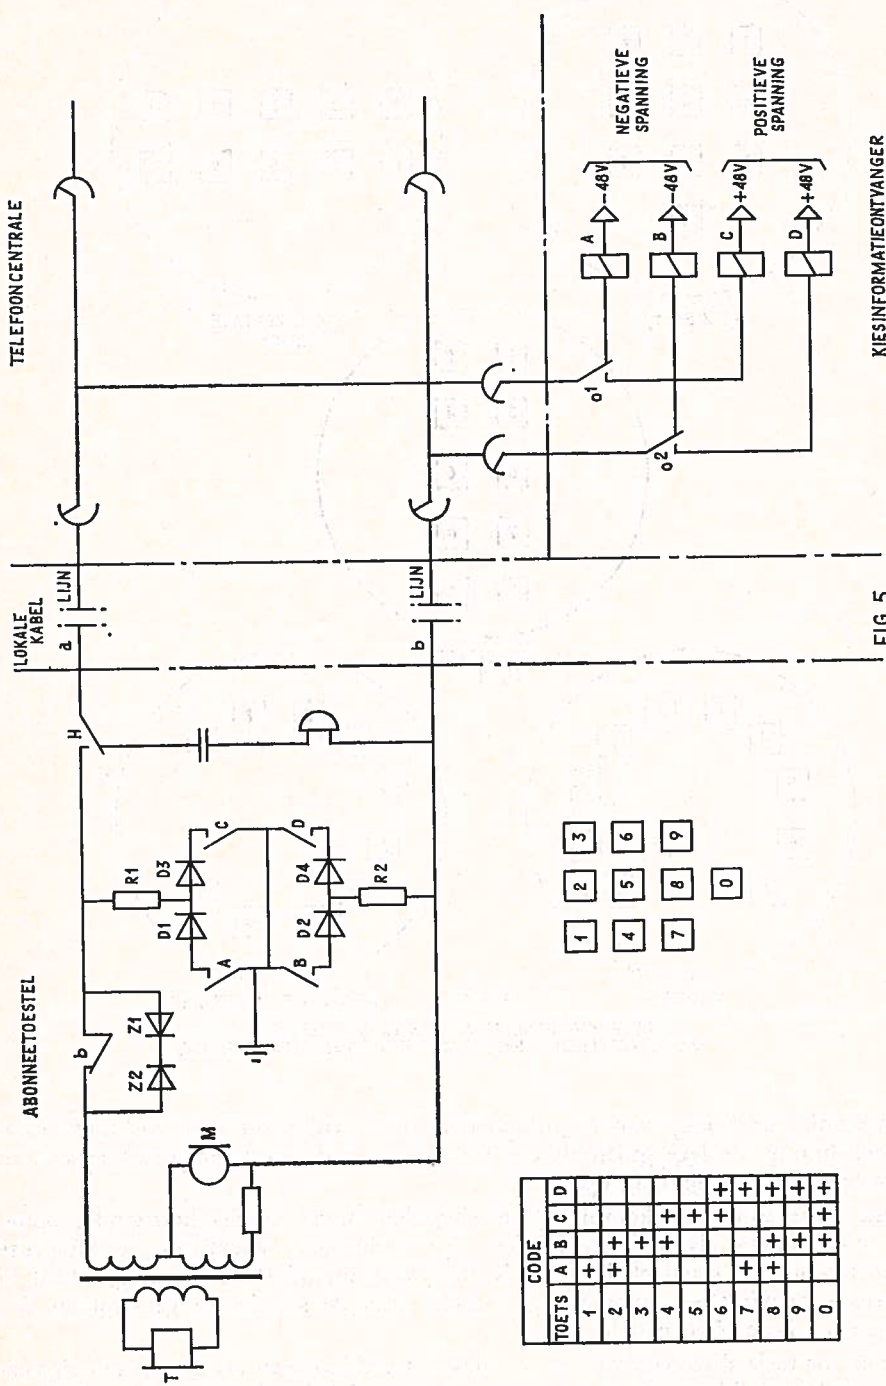 ABONNEETOESTEL
LOKALE
KABEL
TELEFOONCENTRALE
T
M
b
Z2
Z1
R1
D1
D3
A
C
B
D
D2
D4
R2
H
a
LIJN
b
LIJN
o1
o2
A
-48V
B
-48V
NEGATIEVE
SPANNING
C
+48V
D
+48V
POSITIEVE
SPANNING
KIESINFORMATIEONTVANGER
1 2 3
4 5 6
7 8 9
0
CODE
TOETS A B C D
1 +
2 + +
3 +
4 + +
5 +
6 + +
7 + +
8 + + +
9 + +
0 + + +
FIG. 5